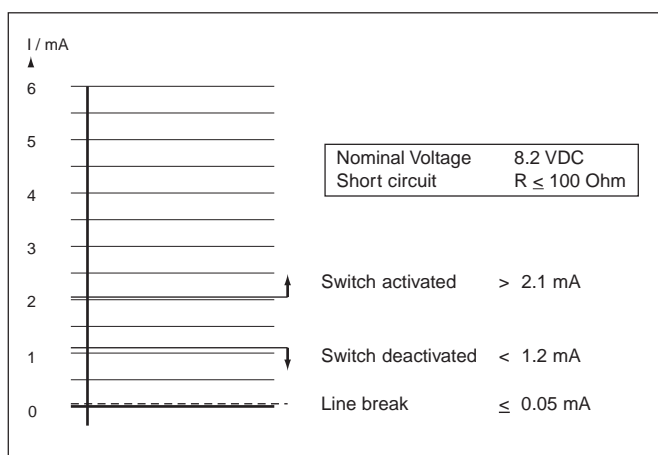 I / mA
6
5
4
3
2
1
0
Nominal Voltage 8.2 VDC
Short circuit R ≤ 100 Ohm
Switch activated > 2.1 mA
Switch deactivated < 1.2 mA
Line break ≤ 0.05 mA